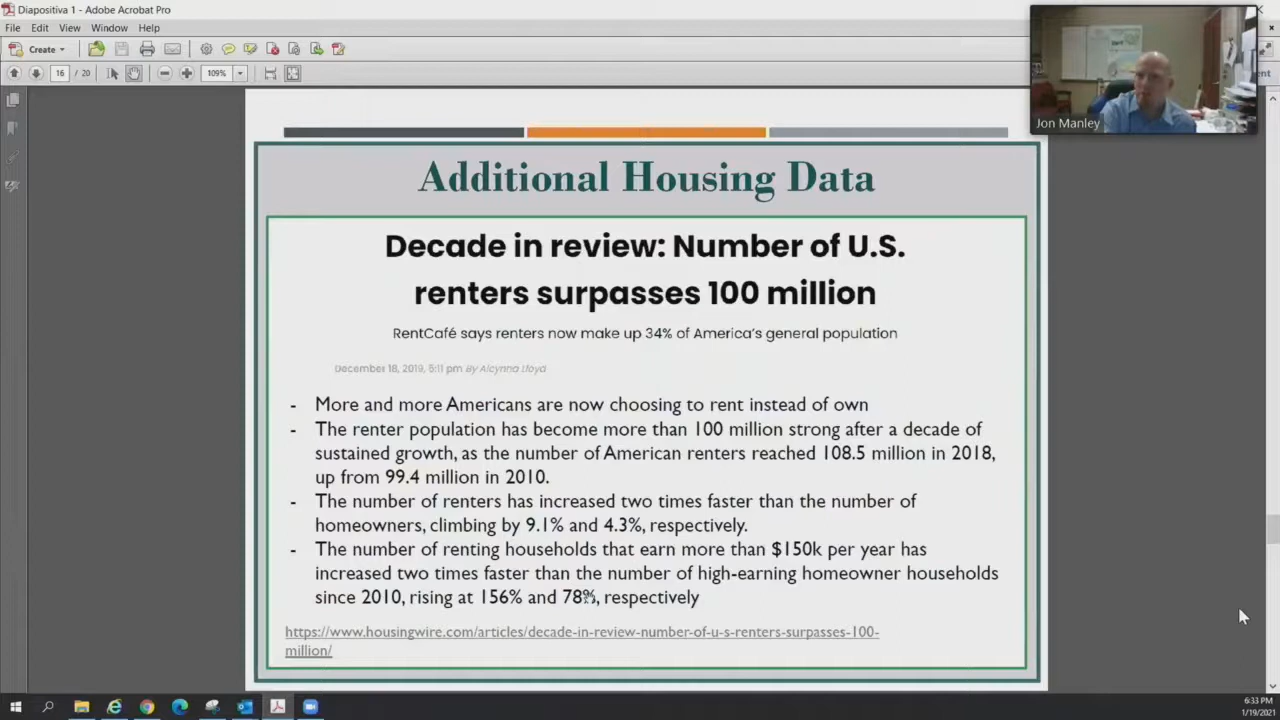 Diapositiva 1 - Adobe Acrobat Pro
File Edit View Window Help
Create
16 / 20 109%
Jon Manley
Additional Housing Data
Decade in review: Number of U.S.
renters surpasses 100 million
RentCafé says renters now make up 34% of America's general population
December 18, 2019, 5:11 pm By Alcynna Lloyd
- More and more Americans are now choosing to rent instead of own
- The renter population has become more than 100 million strong after a decade of
sustained growth, as the number of American renters reached 108.5 million in 2018,
up from 99.4 million in 2010.
- The number of renters has increased two times faster than the number of
homeowners, climbing by 9.1% and 4.3%, respectively.
- The number of renting households that earn more than $150k per year has
increased two times faster than the number of high-earning homeowner households
since 2010, rising at 156% and 78%, respectively
https://www.housingwire.com/articles/decade-in-review-number-of-u-s-renters-surpasses-100-
million/
6:33 PM
1/19/2021